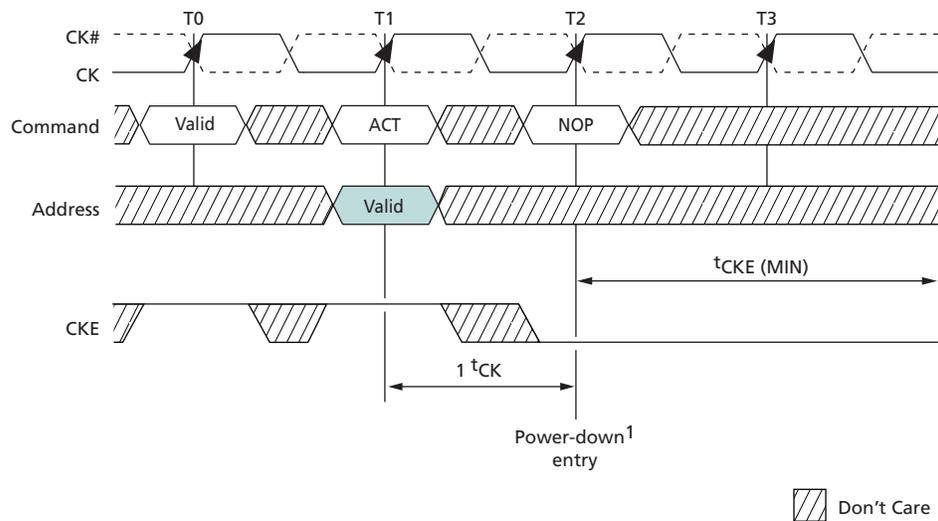 T0 T1 T2 T3
CK#
CK
Command Valid ACT NOP
Address Valid
tCKE (MIN)
CKE
1 tCK
Power-down1
entry
Don't Care